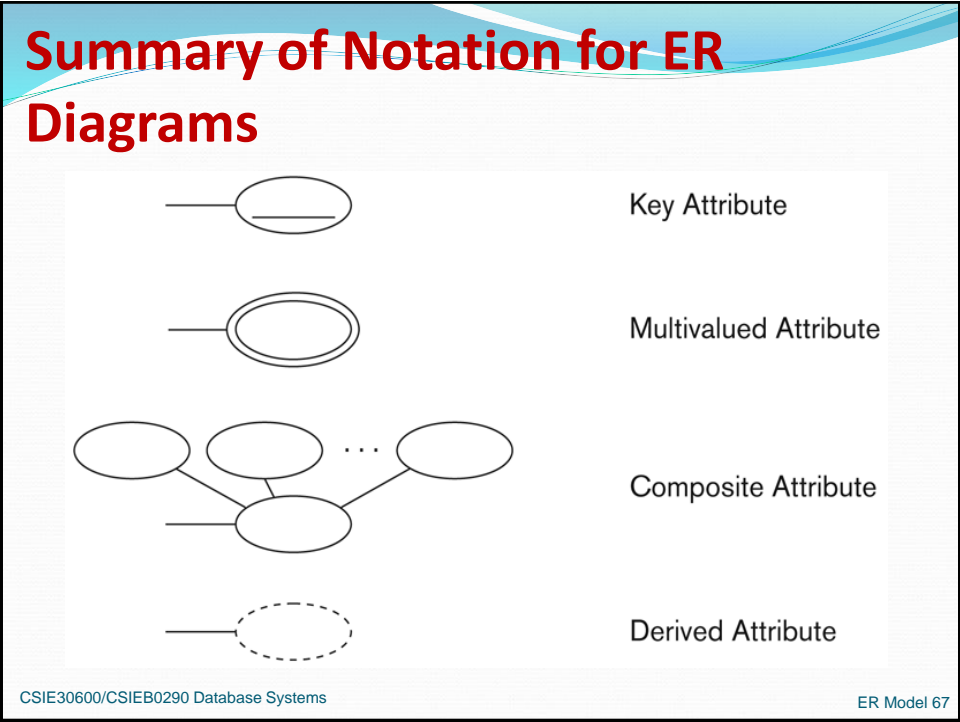 Summary of Notation for ER
Diagrams
Key Attribute
Multivalued Attribute
. . .
Composite Attribute
Derived Attribute
CSIE30600/CSIEB0290 Database Systems
ER Model 67